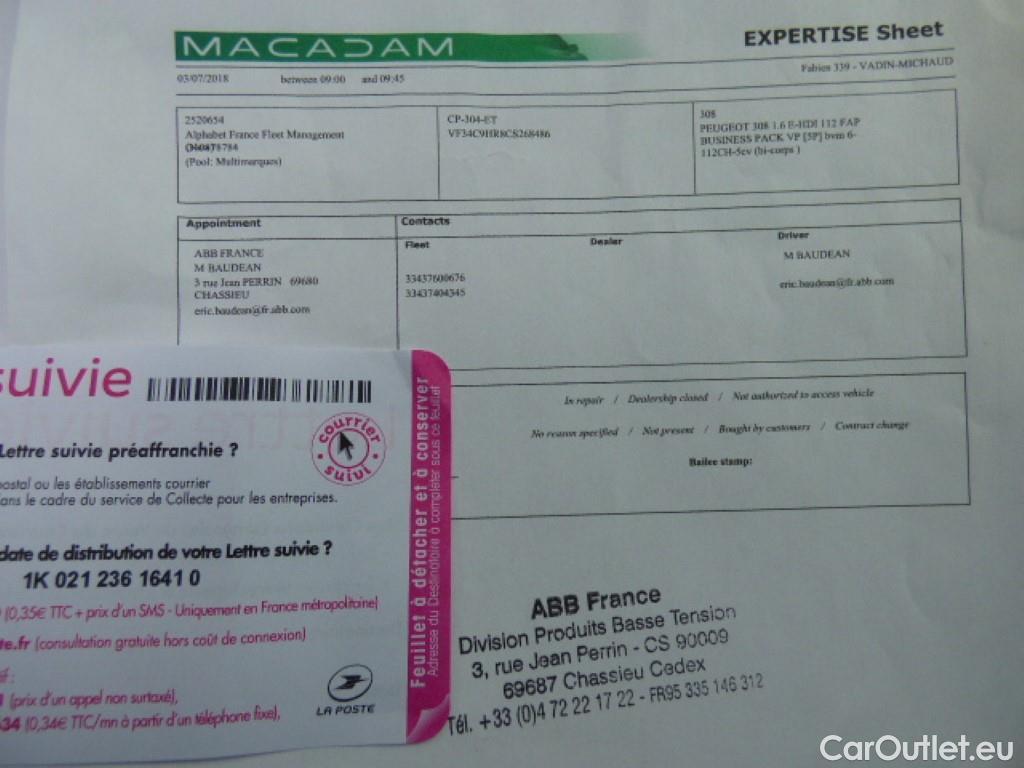 MACADAM
EXPERTISE Sheet
03/07/2018 between 09:00 and 09:45
Fabien 339 - VADIN-MICHAUD
2520654
Alphabet France Fleet Management
(Pool: Multimarques)
CP-304-ET
VF34C9HR8CS268486
308
PEUGEOT 308 1.6 E-HDI 112 FAP
BUSINESS PACK VP [5P] bvm 6-
112CH-5cv (bi-corps )
Appointment
Contacts
Fleet
Dealer
Driver
ABB FRANCE
M BAUDEAN
3 rue Jean PERRIN 69680
CHASSIEU
eric.baudean@fr.abb.com
33437600676
33437404345
M BAUDEAN
eric.baudean@fr.abb.com
In repair / Dealership closed / Not authorized to access vehicle
No reason specified / Not present / Bought by customers / Contract change
Bailee stamp:
suivie
courrier
suivi
Lettre suivie préaffranchie ?
postal ou les établissements courrier
dans le cadre du service de Collecte pour les entreprises.
date de distribution de votre Lettre suivie ?
1K 021 236 1641 0
(0,35€ TTC + prix d'un SMS - Uniquement en France métropolitaine)
te.fr (consultation gratuite hors coût de connexion)
(prix d'un appel non surtaxé),
34 (0,34€ TTC/mn à partir d'un téléphone fixe),
LA POSTE
Feuillet à détacher et à conserver
Adresse du Destinataire à compléter sous ce feuillet
ABB France
Division Produits Basse Tension
3, rue Jean Perrin - CS 90009
69687 Chassieu Cedex
Tél. +33 (0)4 72 22 17 22 - FR95 335 146 312
CarOutlet.eu